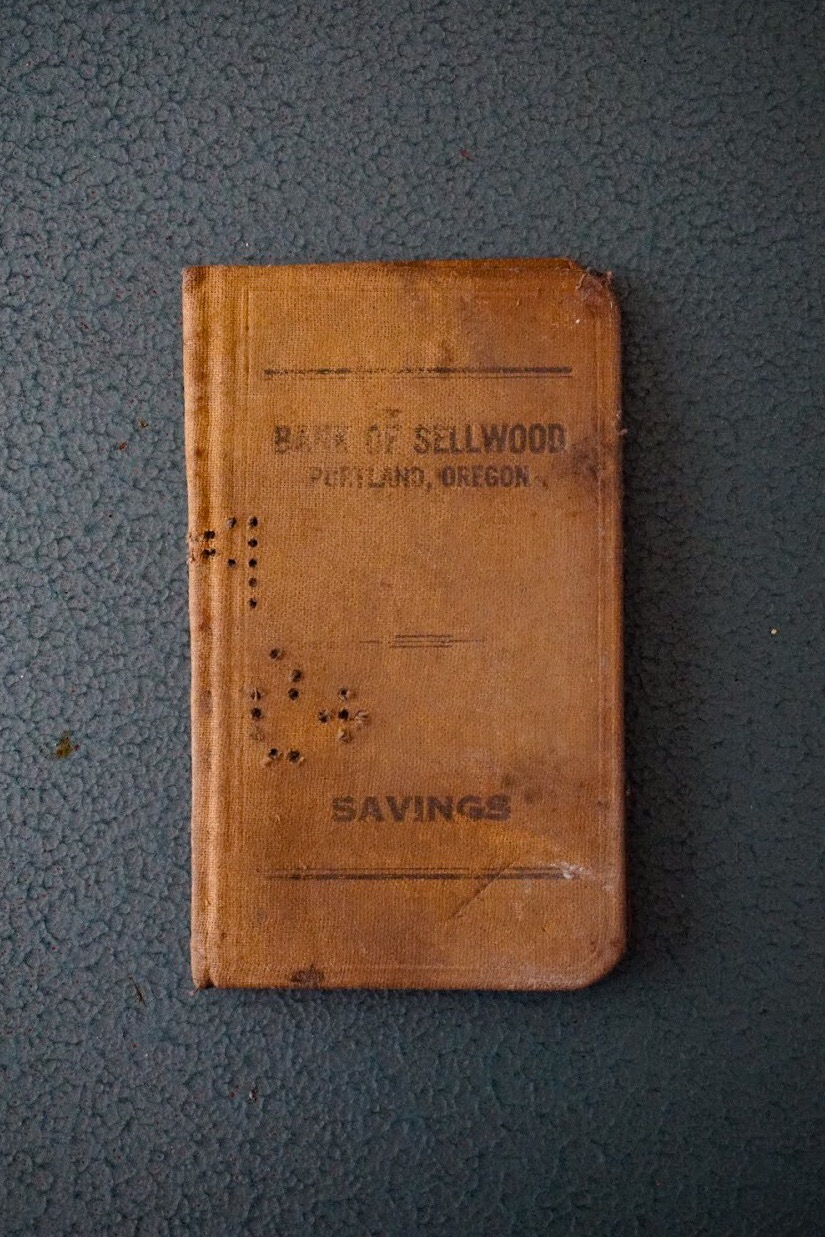 BANK OF SELLWOOD
PORTLAND, OREGON
SAVINGS